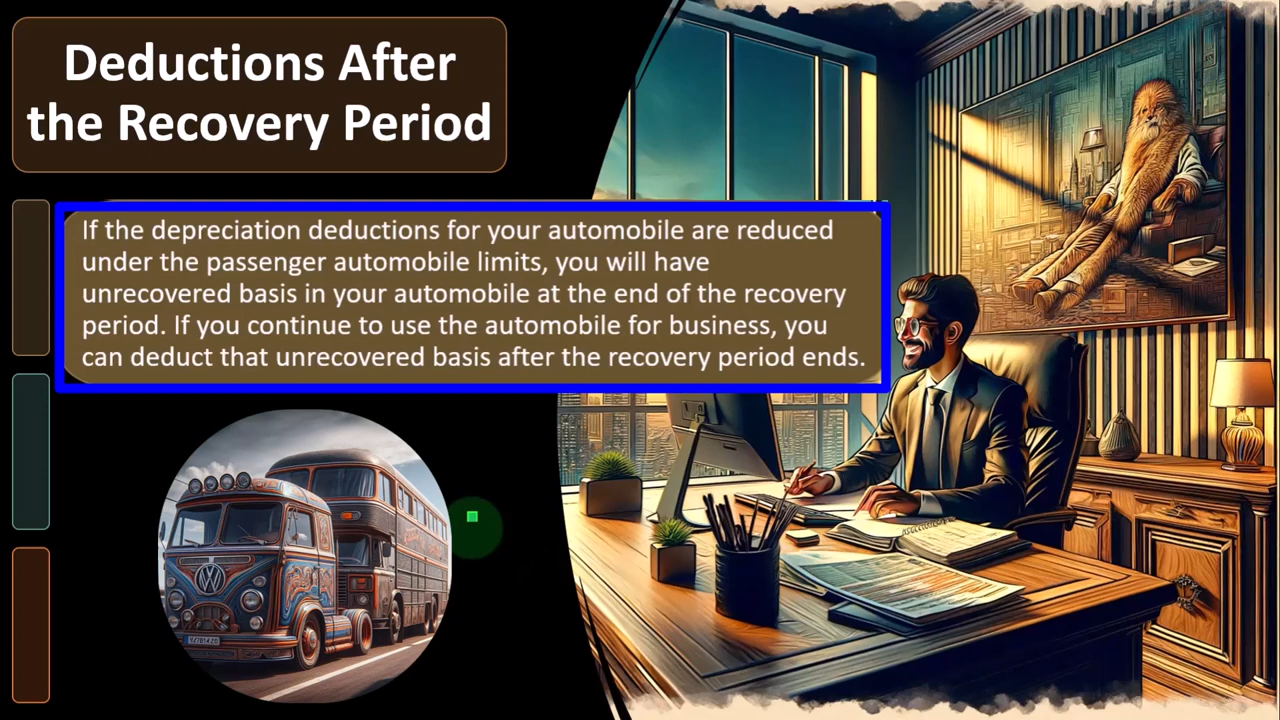 Deductions After
the Recovery Period
If the depreciation deductions for your automobile are reduced
under the passenger automobile limits, you will have
unrecovered basis in your automobile at the end of the recovery
period. If you continue to use the automobile for business, you
can deduct that unrecovered basis after the recovery period ends.